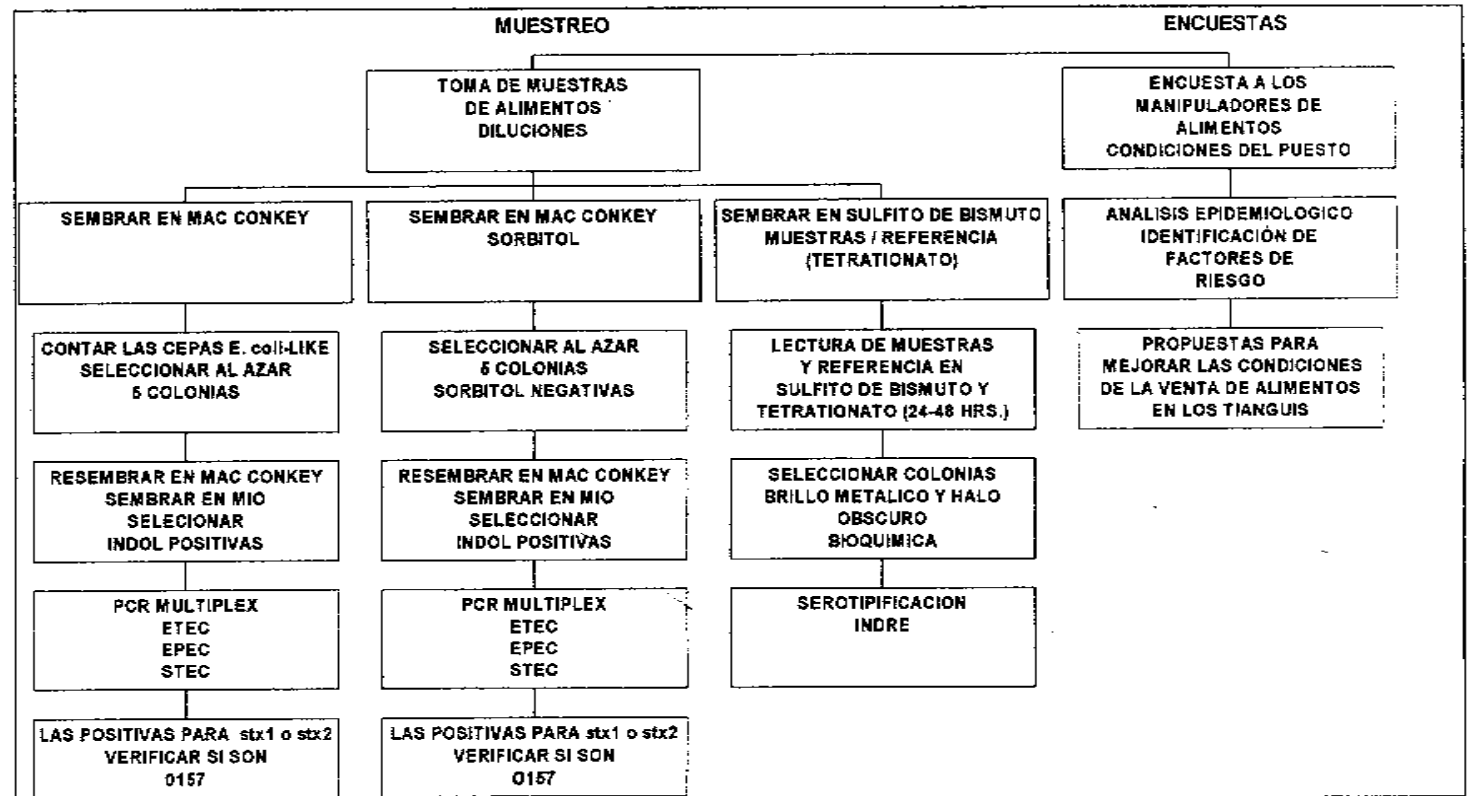 MUESTREO
ENCUESTAS
TOMA DE MUESTRAS
DE ALIMENTOS
DILUCIONES
ENCUESTA A LOS
MANIPULADORES DE
ALIMENTOS
CONDICIONES DEL PUESTO
SEMBRAR EN MAC CONKEY
SEMBRAR EN MAC CONKEY
SORBITOL
SEMBRAR EN SULFITO DE BISMUTO
MUESTRAS / REFERENCIA
(TETRATIONATO)
ANALISIS EPIDEMIOLOGICO
IDENTIFICACIÓN DE
FACTORES DE
RIESGO
CONTAR LAS CEPAS E. coli-LIKE
SELECCIONAR AL AZAR
5 COLONIAS
SELECCIONAR AL AZAR
5 COLONIAS
SORBITOL NEGATIVAS
LECTURA DE MUESTRAS
Y REFERENCIA EN
SULFITO DE BISMUTO Y
TETRATIONATO (24-48 HRS.)
PROPUESTAS PARA
MEJORAR LAS CONDICIONES
DE LA VENTA DE ALIMENTOS
EN LOS TIANGUIS
RESEMBRAR EN MAC CONKEY
SEMBRAR EN MIO
SELECIONAR
INDOL POSITIVAS
RESEMBRAR EN MAC CONKEY
SEMBRAR EN MIO
SELECCIONAR
INDOL POSITIVAS
SELECCIONAR COLONIAS
BRILLO METALICO Y HALO
OBSCURO
BIOQUIMICA
PCR MULTIPLEX
ETEC
EPEC
STEC
PCR MULTIPLEX
ETEC
EPEC
STEC
SEROTIPIFICACION
INDRE
LAS POSITIVAS PARA stx1 o stx2
VERIFICAR SI SON
0157
LAS POSITIVAS PARA stx1 o stx2
VERIFICAR SI SON
O157